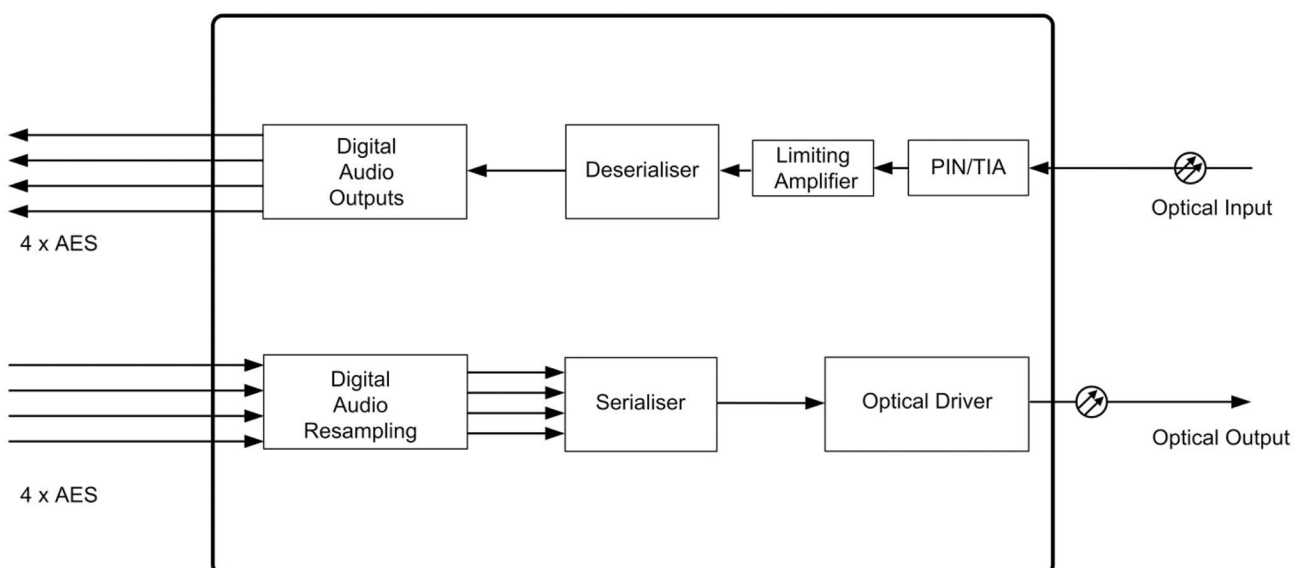 Digital
Audio
Outputs
Deserialiser
Limiting
Amplifier
PIN/TIA
Optical Input
4 x AES
Digital
Audio
Resampling
Serialiser
Optical Driver
Optical Output
4 x AES